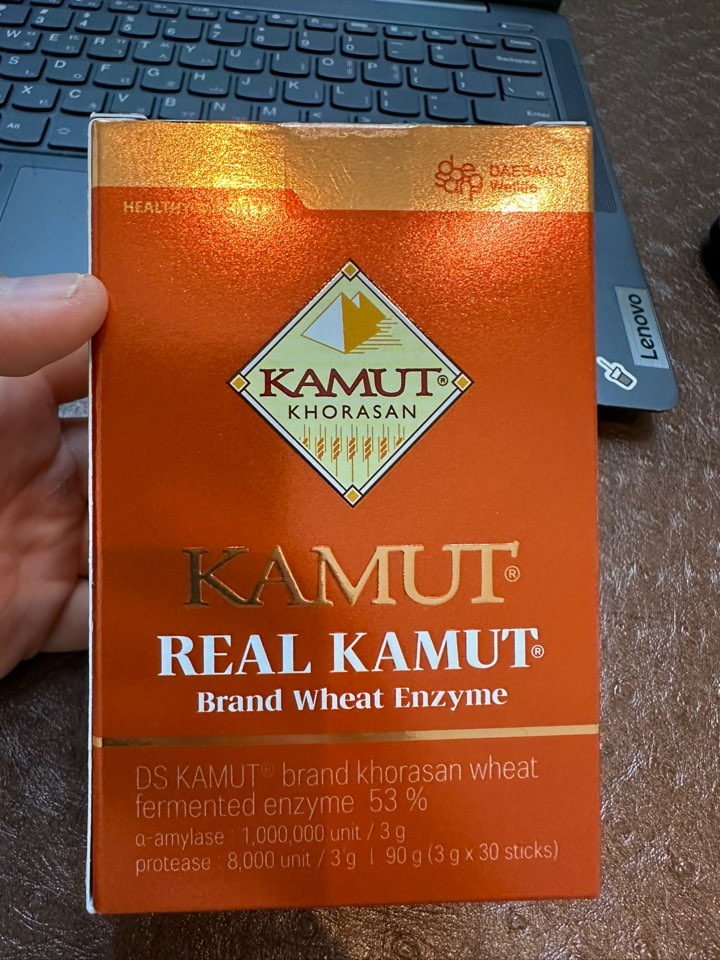 DAESANG
Wellife
HEALTHY
KAMUT®
KHORASAN
KAMUT®
REAL KAMUT®
Brand Wheat Enzyme
DS KAMUT® brand khorasan wheat
fermented enzyme 53 %
α-amylase : 1,000,000 unit / 3 g
protease : 8,000 unit / 3 g | 90 g (3 g x 30 sticks)
Lenovo